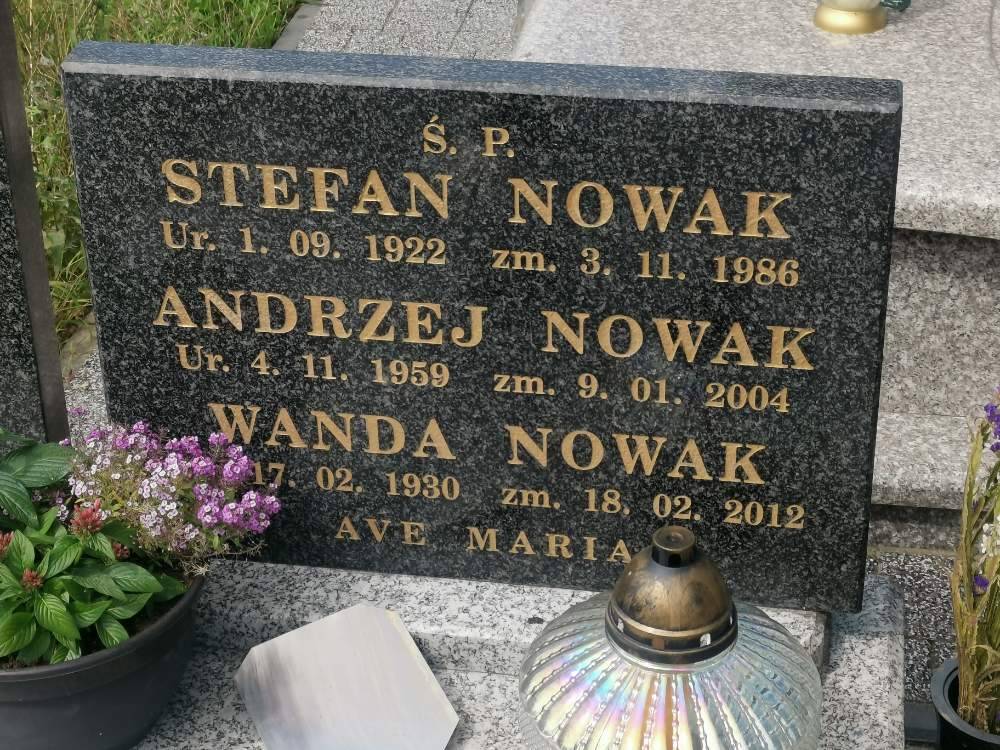 Ś. P.
STEFAN NOWAK
Ur. 1. 09. 1922 zm. 3. 11. 1986
ANDRZEJ NOWAK
Ur. 4. 11. 1959 zm. 9. 01. 2004
WANDA NOWAK
17. 02. 1930 zm. 18. 02. 2012
AVE MARIA